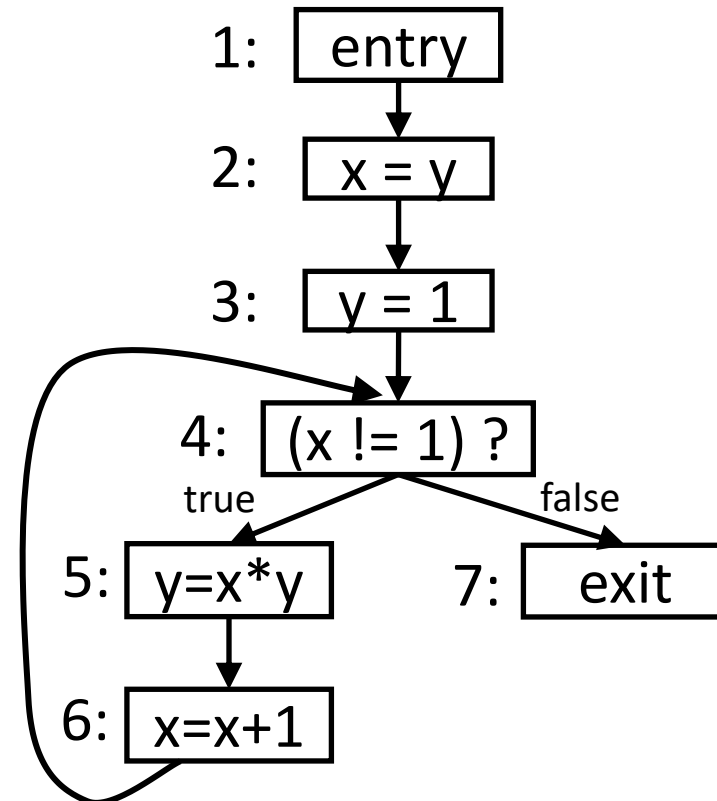 1: entry
2: x = y
3: y = 1
4: (x != 1) ?
true false
5: y=x*y 7: exit
6: x=x+1